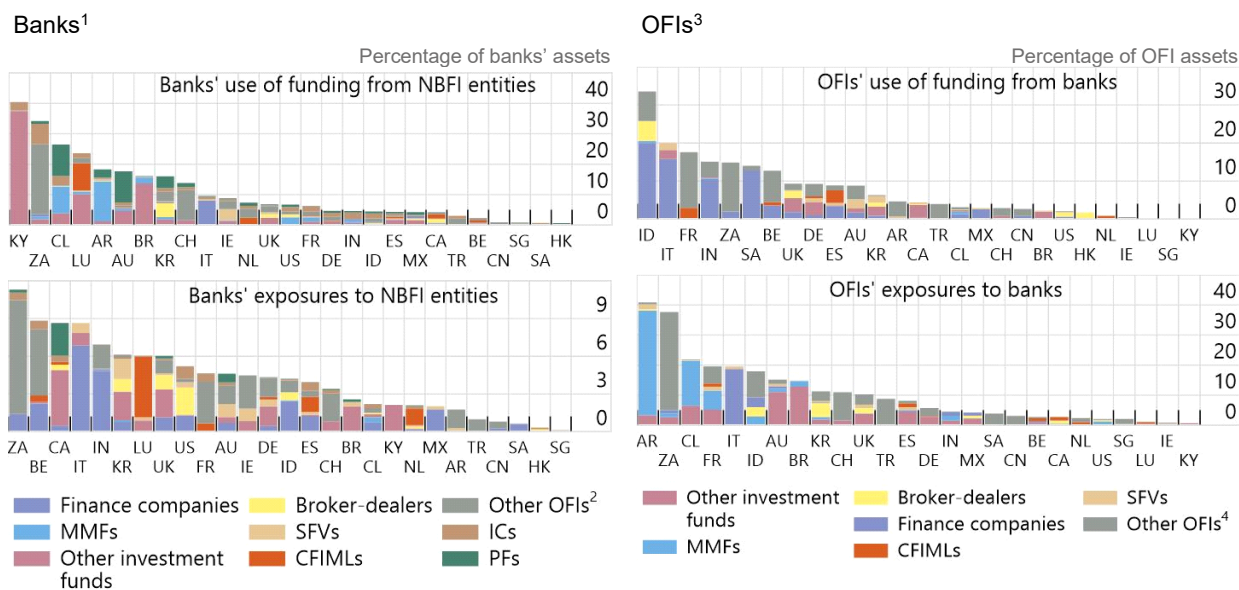 Banks1
Percentage of banks' assets
Banks' use of funding from NBFI entities
40
30
20
10
0
KY CL AR BR CH IE UK FR IN ES CA BE SG HK
ZA LU AU KR IT NL US DE ID MX TR CN SA
Banks' exposures to NBFI entities
9
6
3
0
ZA CA IN LU US AU DE ES BR KY MX TR SA SG
BE IT KR UK FR IE ID CH CL NL AR CN HK
Finance companies
MMFs
Other investment
funds
Broker-dealers
SFVs
CFIMLs
Other OFIs2
ICs
PFs
OFIs3
Percentage of OFI assets
OFIs' use of funding from banks
30
20
10
0
ID FR ZA BE DE AU AR TR MX CN US NL LU KY
IT IN SA UK ES KR CA CL CH BR HK IE SG
OFIs' exposures to banks
40
30
20
10
0
AR CL IT AU KR UK ES IN SA BE NL SG IE
ZA FR ID BR CH TR DE MX CN CA US LU KY
Other investment
funds
MMFs
Broker-dealers
Finance companies
CFIMLs
SFVs
Other OFIs4